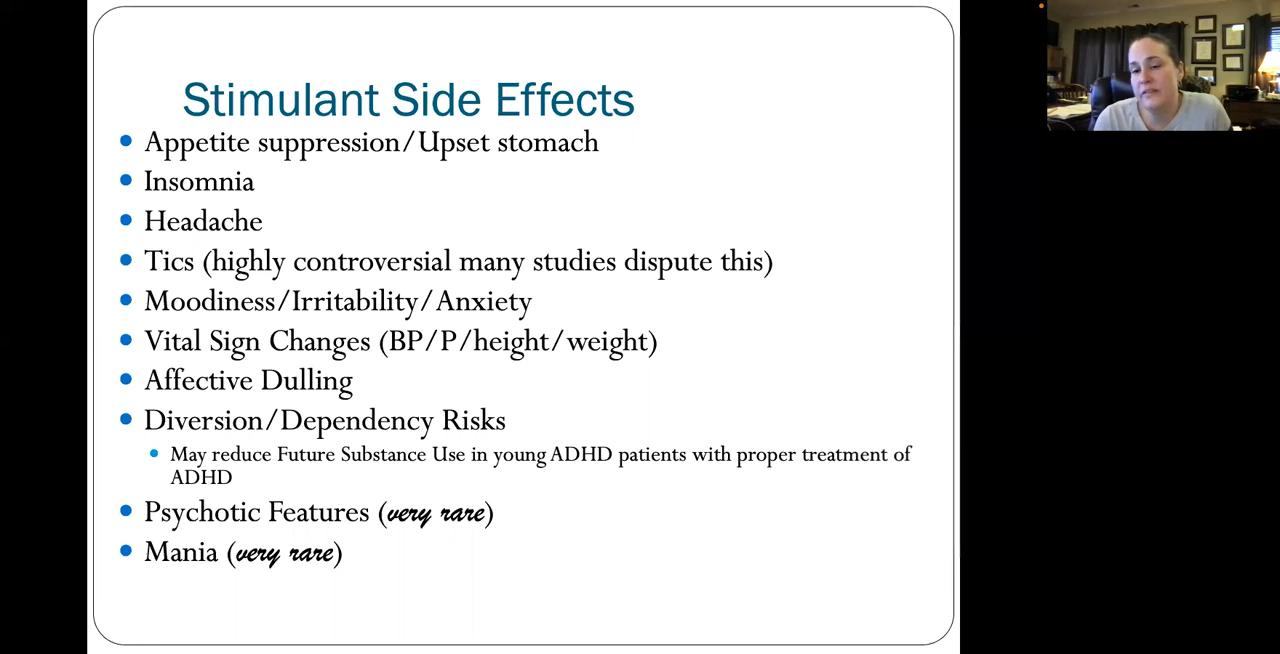 Stimulant Side Effects
Appetite suppression/Upset stomach
Insomnia
Headache
Tics (highly controversial many studies dispute this)
Moodiness/Irritability/Anxiety
Vital Sign Changes (BP/P/height/weight)
Affective Dulling
Diversion/Dependency Risks
May reduce Future Substance Use in young ADHD patients with proper treatment of
ADHD
Psychotic Features (very rare)
Mania (very rare)